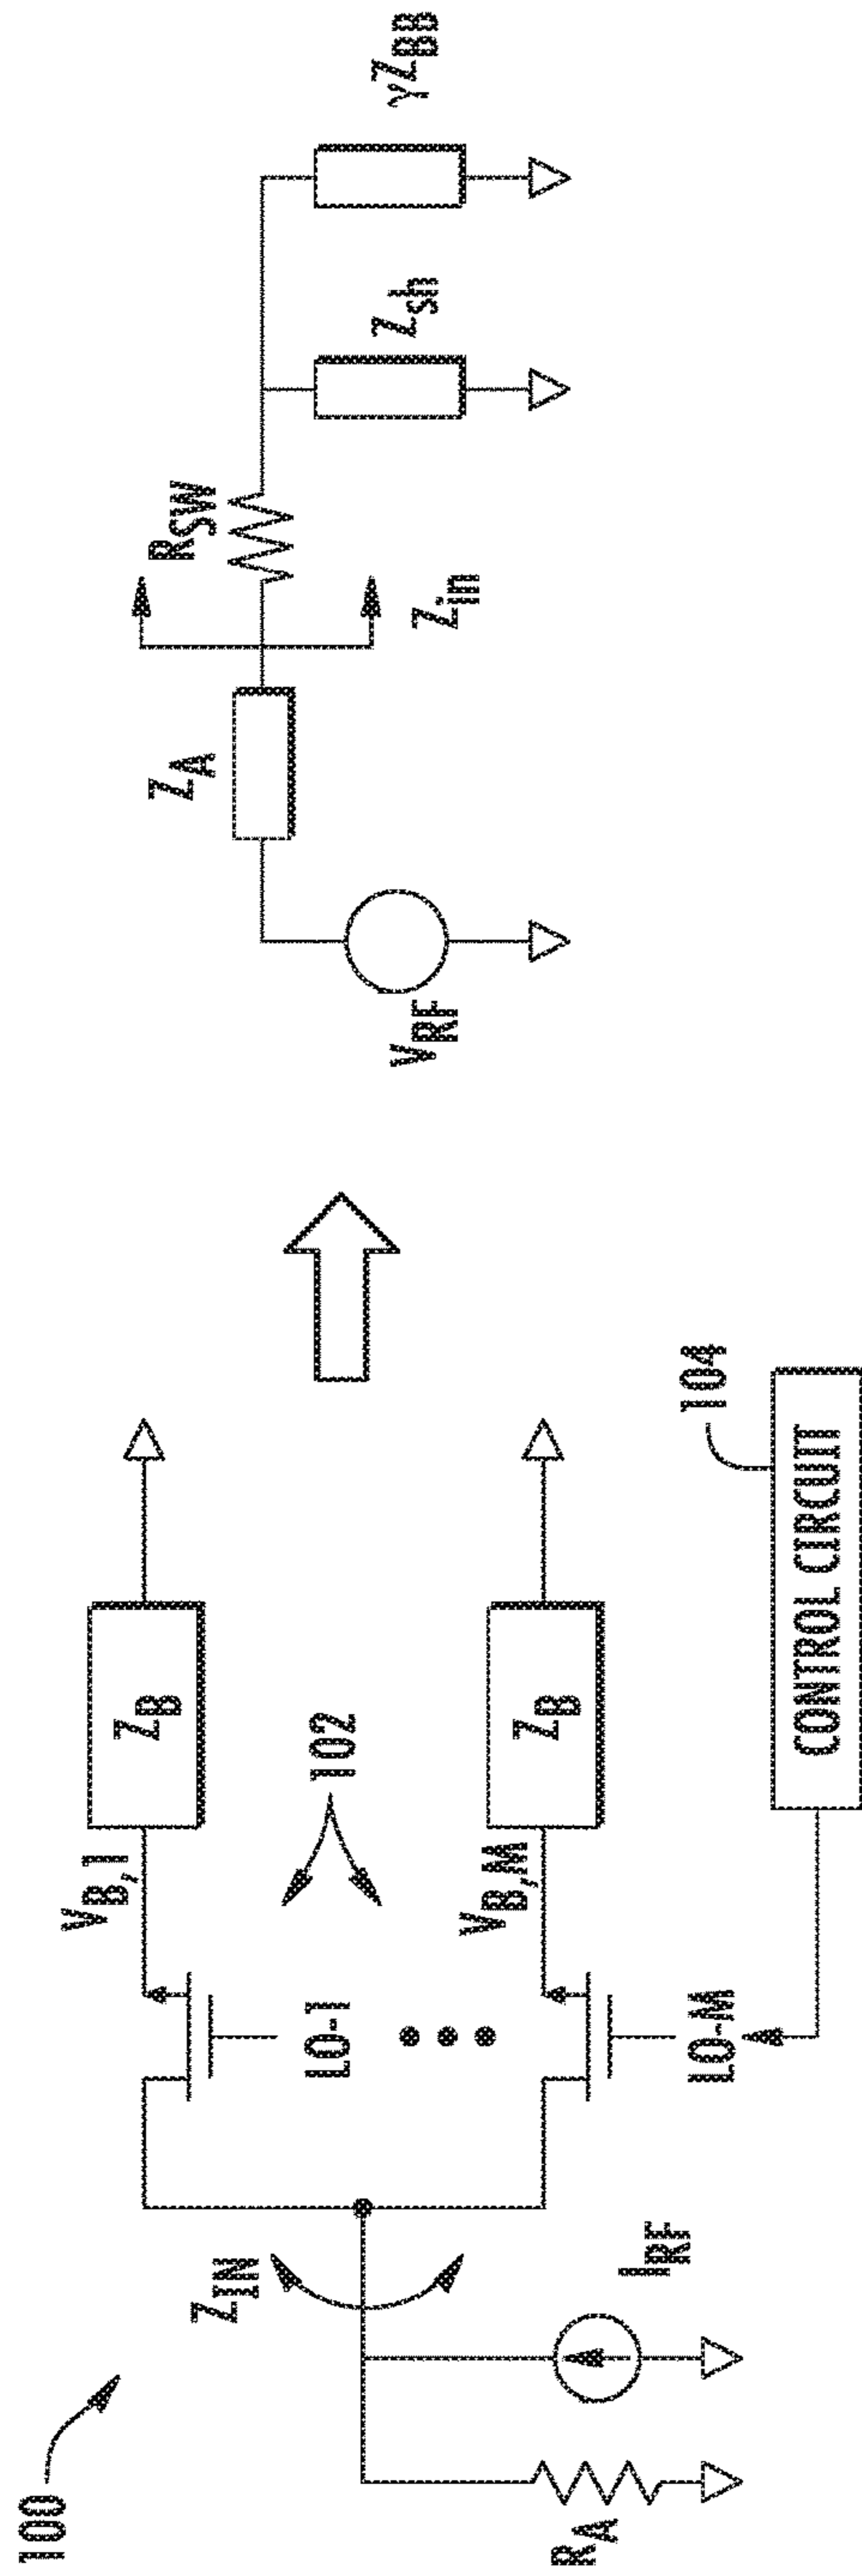 100
R_A
I_RF
Z_IN
LO-1
LO-M
V_B,1
V_B,M
102
Z_B
Z_B
CONTROL CIRCUIT
104
V_RF
Z_A
Z_in
R_SW
Z_sh
γZ_BB